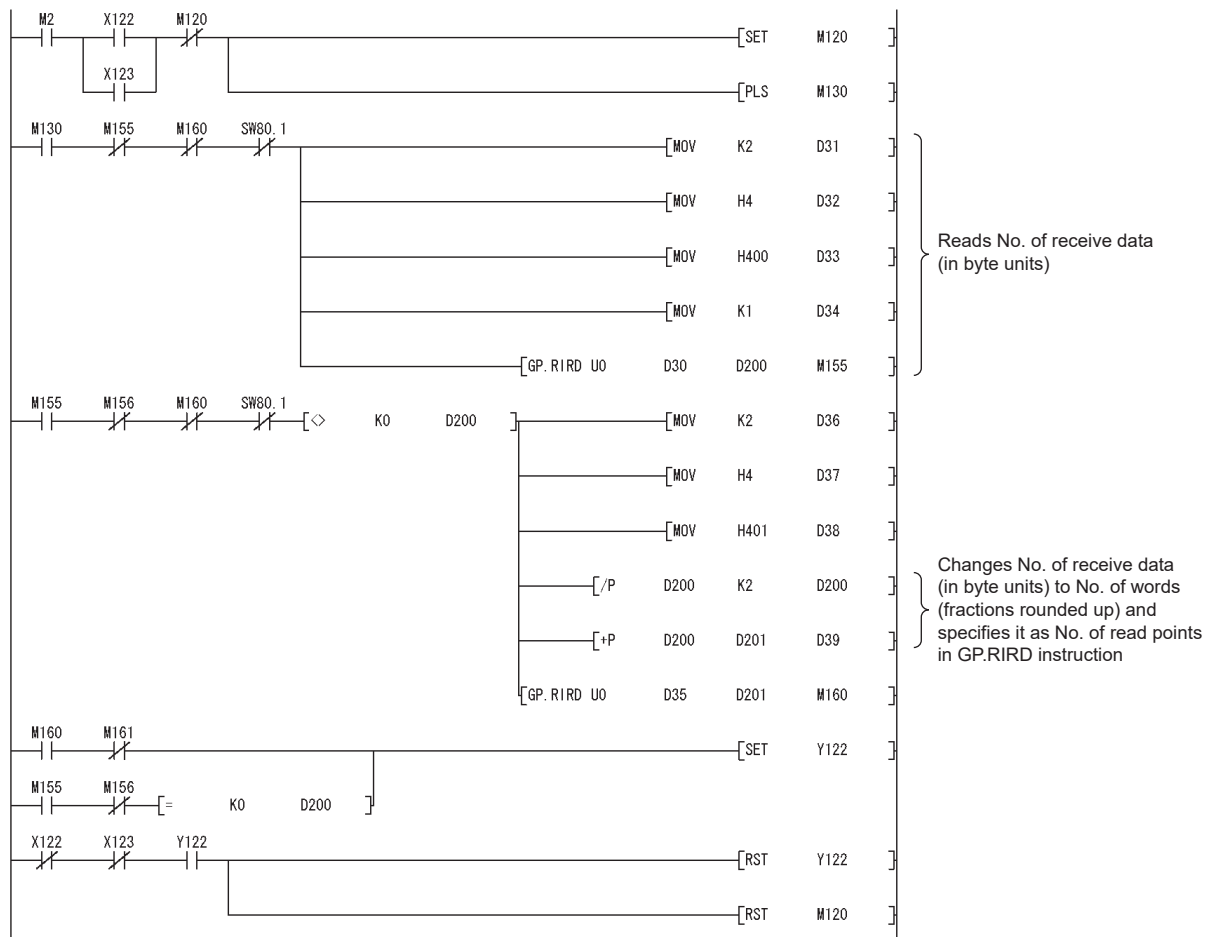 M2 X122 M120
[SET M120 ]
X123
[PLS M130 ]
M130 M155 M160 SW80. 1
[MOV K2 D31 ]
[MOV H4 D32 ]
[MOV H400 D33 ]
[MOV K1 D34 ]
[GP. RIRD U0 D30 D200 M155 ]
Reads No. of receive data
(in byte units)
M155 M156 M160 SW80. 1
[<> K0 D200 ]
[MOV K2 D36 ]
[MOV H4 D37 ]
[MOV H401 D38 ]
[/P D200 K2 D200 ]
[+P D200 D201 D39 ]
[GP. RIRD U0 D35 D201 M160 ]
Changes No. of receive data
(in byte units) to No. of words
(fractions rounded up) and
specifies it as No. of read points
in GP.RIRD instruction
M160 M161
[SET Y122 ]
M155 M156
[= K0 D200 ]
X122 X123 Y122
[RST Y122 ]
[RST M120 ]